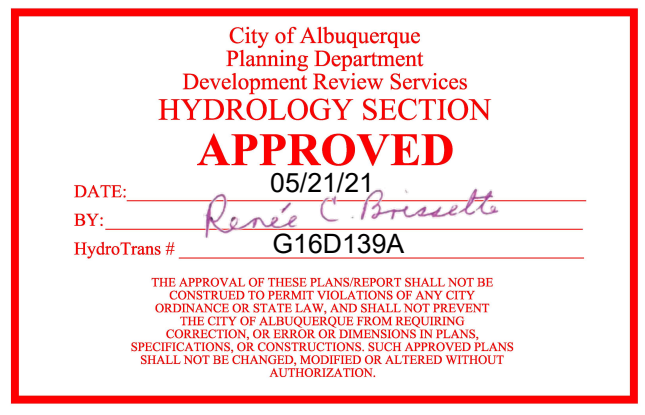 City of Albuquerque
Planning Department
Development Review Services
HYDROLOGY SECTION
APPROVED
DATE: 05/21/21
BY: Renée C. Brissette
HydroTrans # G16D139A
THE APPROVAL OF THESE PLANS/REPORT SHALL NOT BE
CONSTRUED TO PERMIT VIOLATIONS OF ANY CITY
ORDINANCE OR STATE LAW, AND SHALL NOT PREVENT
THE CITY OF ALBUQUERQUE FROM REQUIRING
CORRECTION, OR ERROR OR DIMENSIONS IN PLANS,
SPECIFICATIONS, OR CONSTRUCTIONS. SUCH APPROVED PLANS
SHALL NOT BE CHANGED, MODIFIED OR ALTERED WITHOUT
AUTHORIZATION.